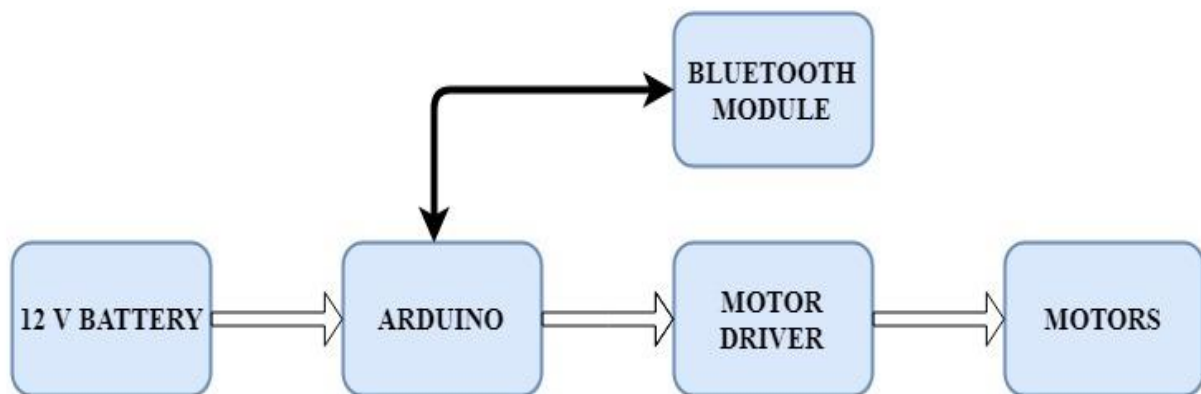 BLUETOOTH
MODULE
12 V BATTERY
ARDUINO
MOTOR
DRIVER
MOTORS